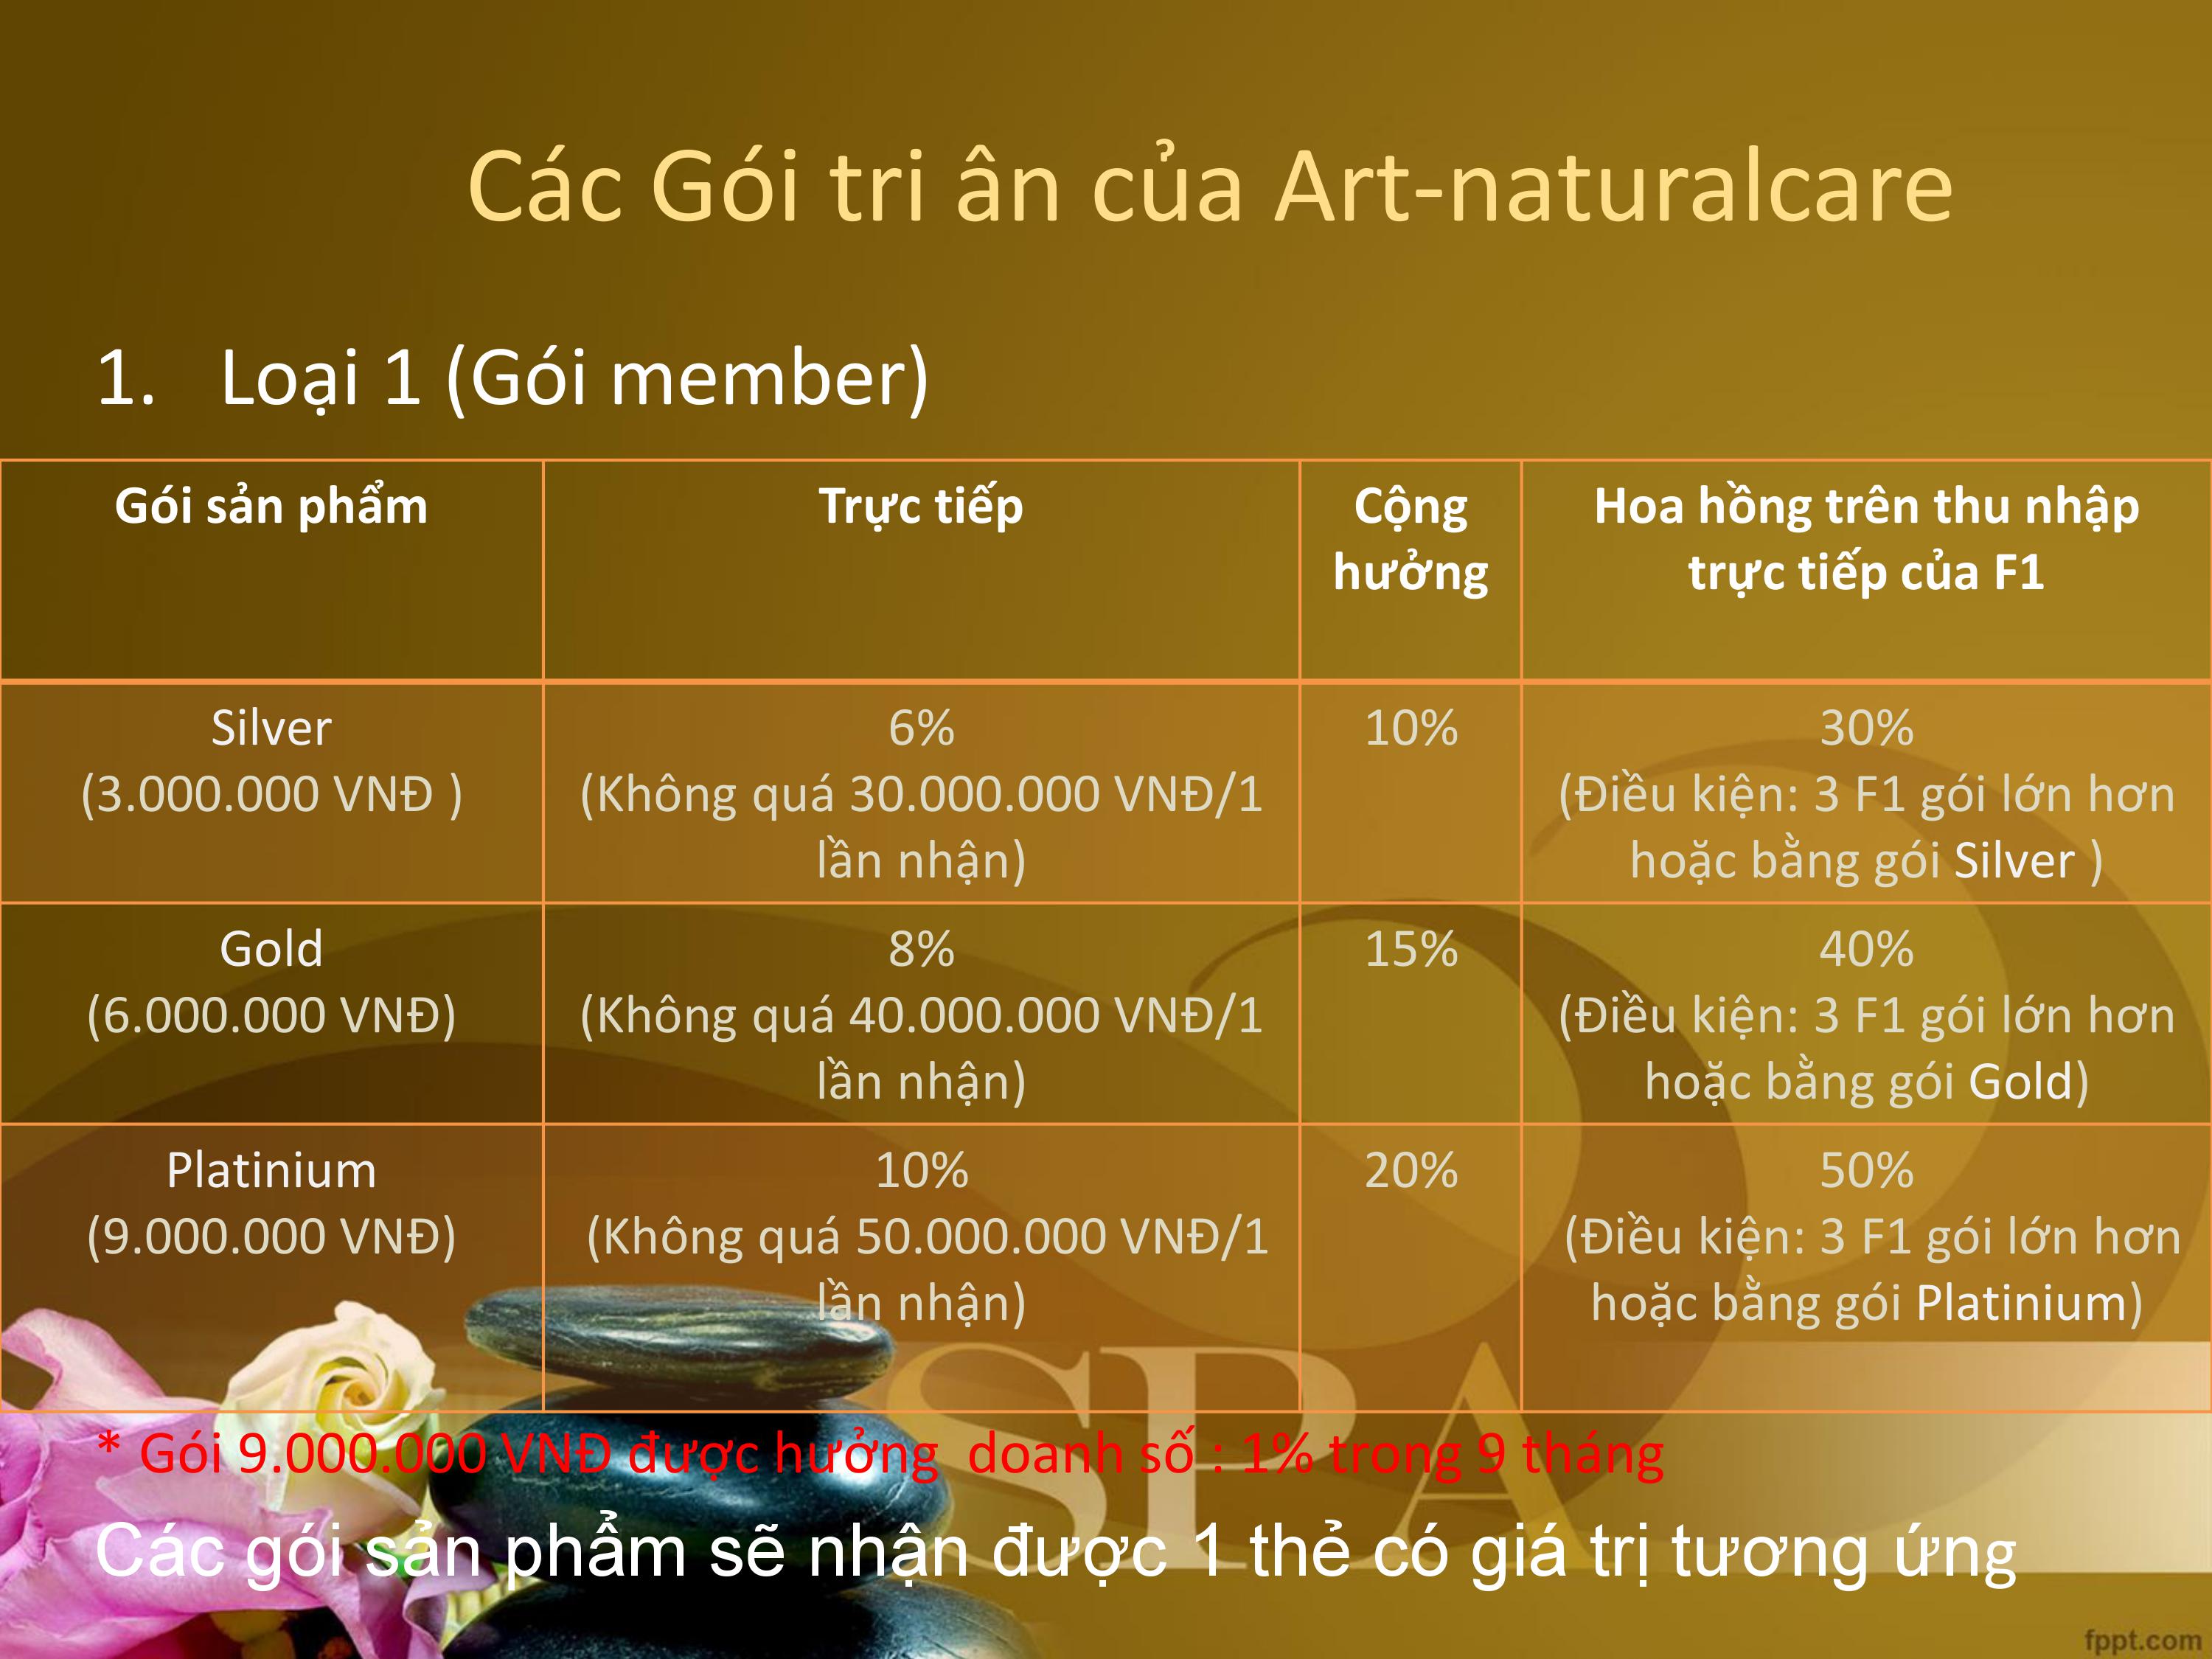 Các Gói tri ân của Art-naturalcare
1. Loại 1 (Gói member)
Gói sản phẩm
Trực tiếp
Cộng
hưởng
Hoa hồng trên thu nhập
trực tiếp của F1
Silver
(3.000.000 VNĐ )
6%
(Không quá 30.000.000 VNĐ/1
lần nhận)
10%
30%
(Điều kiện: 3 F1 gói lớn hơn
hoặc bằng gói Silver )
Gold
(6.000.000 VNĐ)
8%
(Không quá 40.000.000 VNĐ/1
lần nhận)
15%
40%
(Điều kiện: 3 F1 gói lớn hơn
hoặc bằng gói Gold)
Platinium
(9.000.000 VNĐ)
10%
(Không quá 50.000.000 VNĐ/1
lần nhận)
20%
50%
(Điều kiện: 3 F1 gói lớn hơn
hoặc bằng gói Platinium)
SPA
* Gói 9.000.000 VNĐ được hưởng doanh số : 1% trong 9 tháng
Các gói sản phẩm sẽ nhận được 1 thẻ có giá trị tương ứng
fppt.com